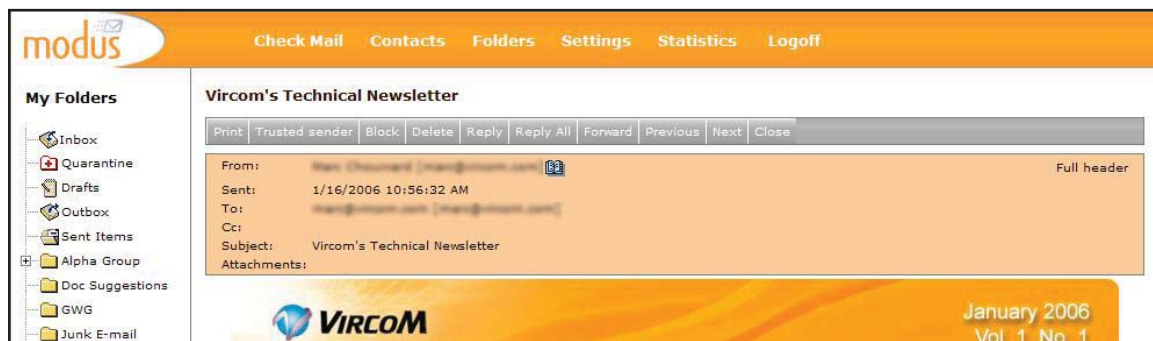 modus
Check Mail Contacts Folders Settings Statistics Logoff
My Folders
Inbox
Quarantine
Drafts
Outbox
Sent Items
Alpha Group
Doc Suggestions
GWG
Junk E-mail
Vircom's Technical Newsletter
Print Trusted sender Block Delete Reply Reply All Forward Previous Next Close
From: Full header
Sent: 1/16/2006 10:56:32 AM
To:
Cc:
Subject: Vircom's Technical Newsletter
Attachments:
VIRCOM
January 2006
Vol. 1, No. 1